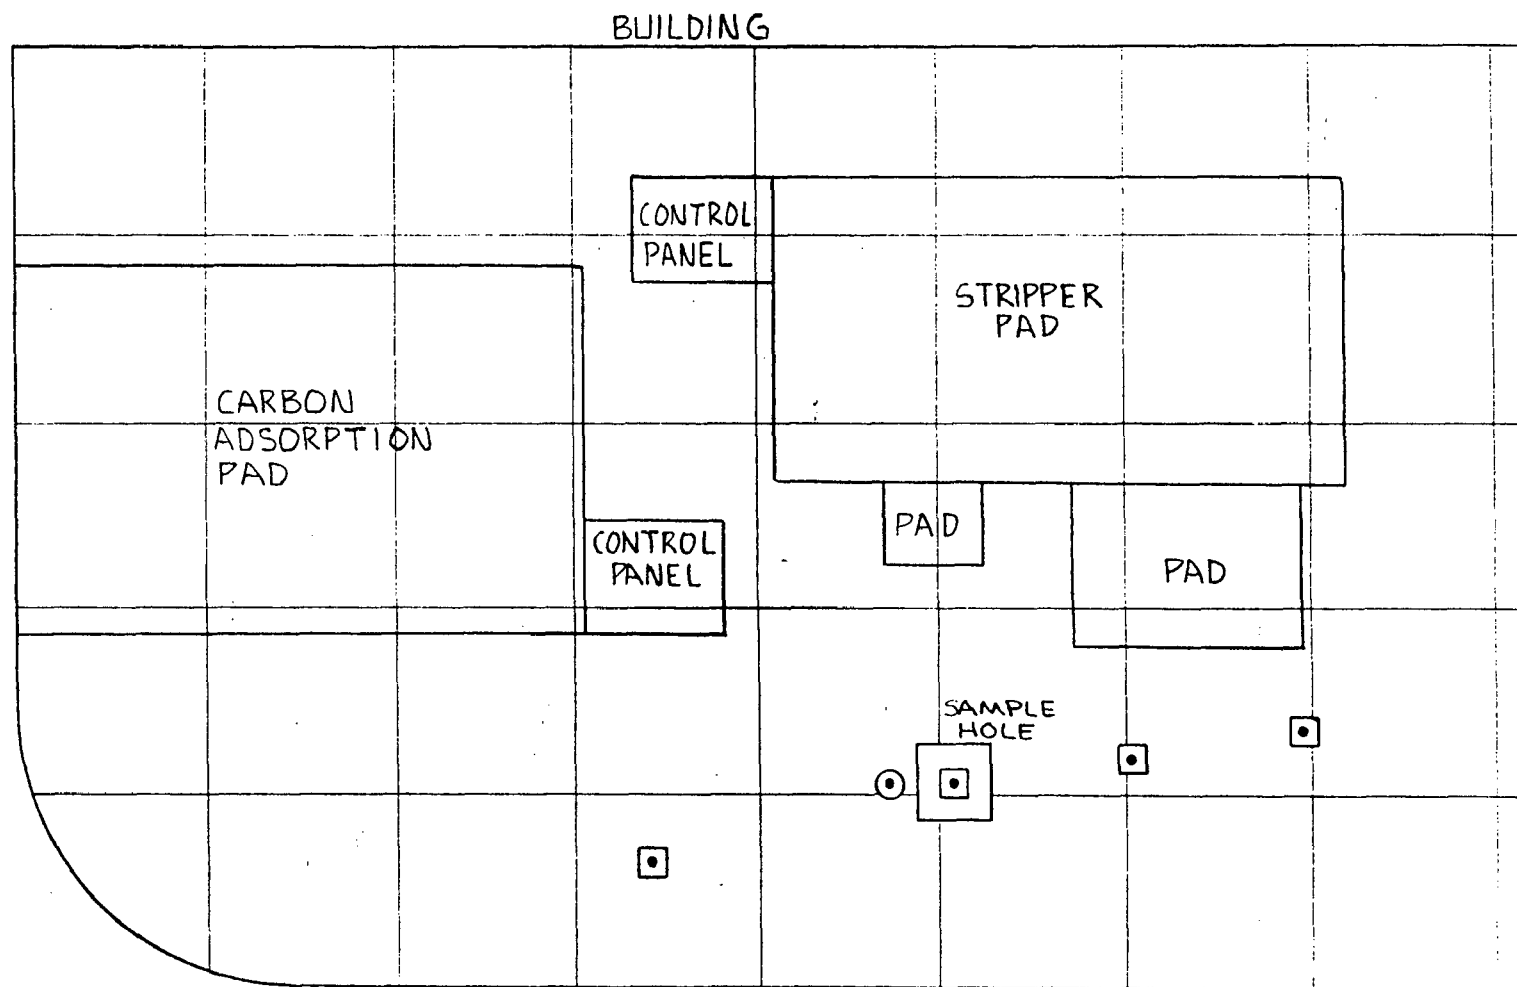 BUILDING
CONTROL
PANEL
STRIPPER
PAD
CARBON
ADSORPTION
PAD
CONTROL
PANEL
PAD
PAD
SAMPLE
HOLE